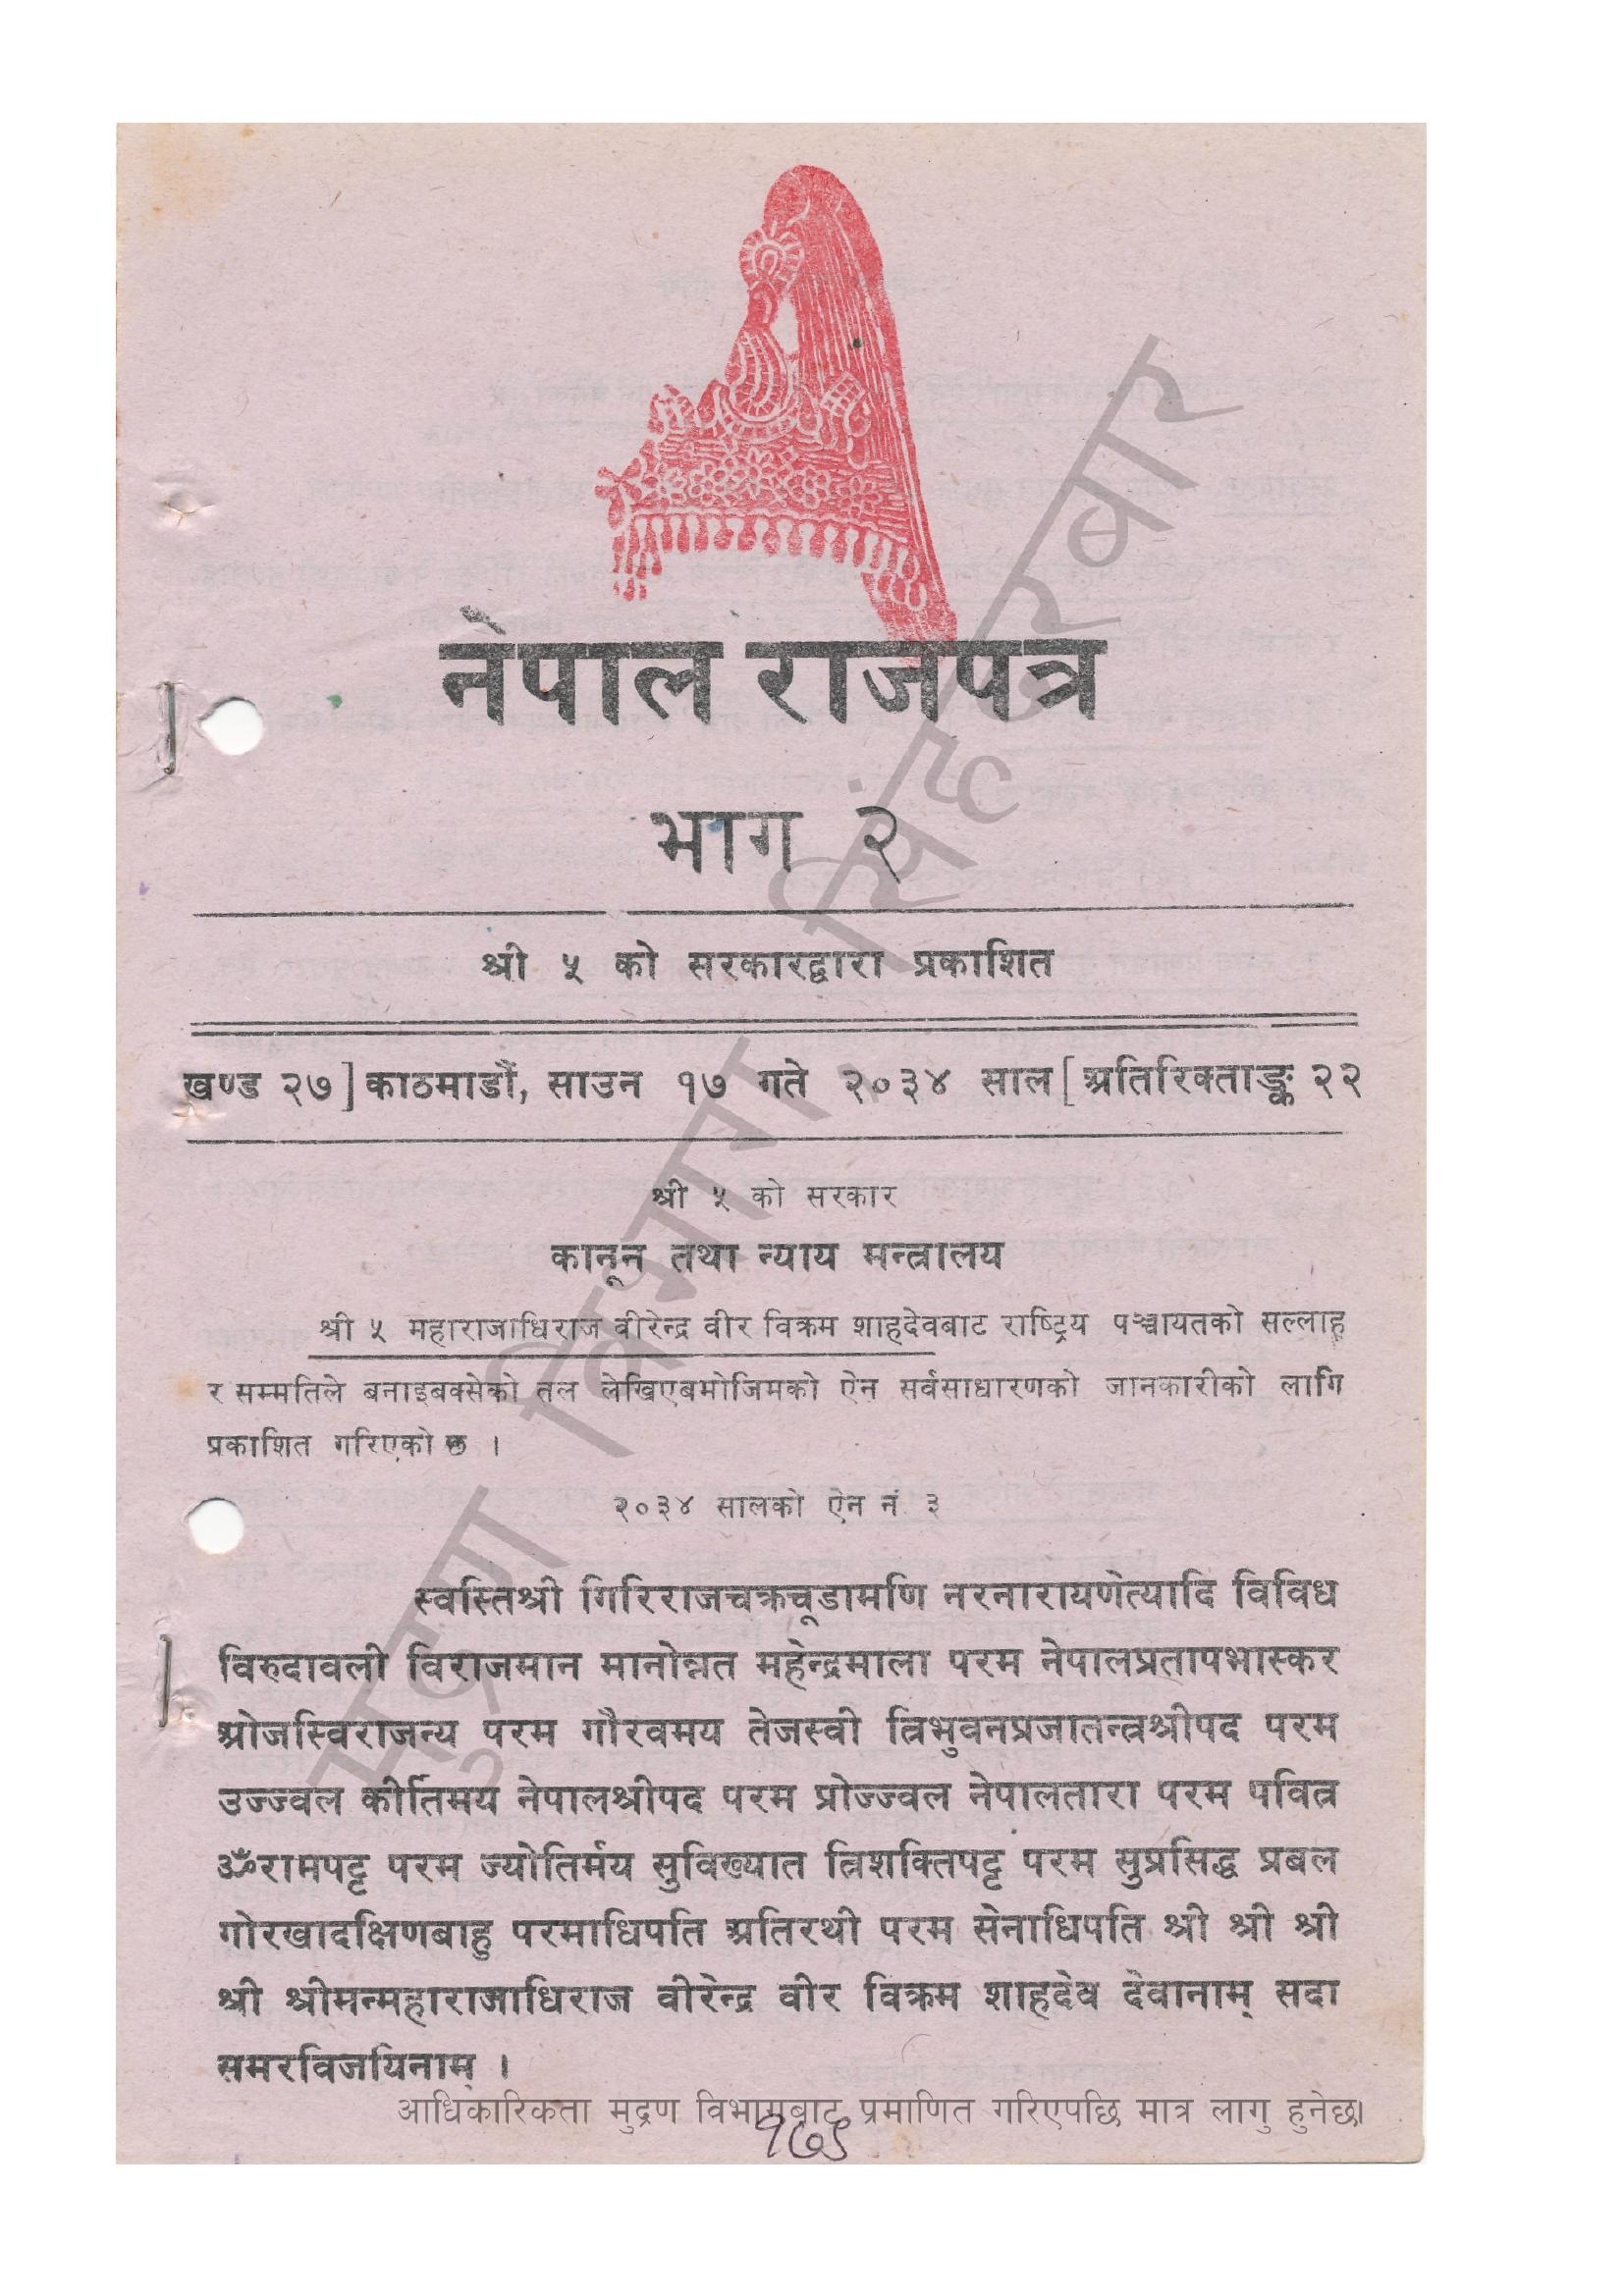 नेपाल राजपत्र
भाग २
श्री ५ को सरकारद्वारा प्रकाशित
खण्ड २७] काठमाडौं, साउन १७ गते २०३४ साल [अतिरिक्ताङ्क २२
श्री ५ को सरकार
कानून तथा न्याय मन्त्रालय
श्री ५ महाराजाधिराज वीरेन्द्र वीर विक्रम शाहदेवबाट राष्ट्रिय पञ्चायतको सल्लाह
र सम्मतिले बनाइबक्सेको तल लेखिएबमोजिमको ऐन सर्वसाधारणको जानकारीको लागि
प्रकाशित गरिएको छ ।
२०३४ सालको ऐन नं ३
स्वस्तिश्री गिरिराजचक्रचूडामणि नरनारायणेत्यादि विविध
विरुदावली विराजमान मानोन्नत महेन्द्रमाला परम नेपालप्रतापभास्कर
ओजस्विराजन्य परम गौरवमय तेजस्वी त्रिभुवनप्रजातन्त्रश्रीपद परम
उज्ज्वल कीर्तिमय नेपालश्रीपद परम प्रोज्ज्वल नेपालतारा परम पवित्र
ॐरामपट्ट परम ज्योतिर्मय सुविख्यात त्रिशक्तिपट्ट परम सुप्रसिद्ध प्रबल
गोरखादक्षिणबाहु परमाधिपति अतिरथी परम सेनाधिपति श्री श्री श्री
श्री श्रीमन्महाराजाधिराज वीरेन्द्र वीर विक्रम शाहदेव देवानाम् सदा
समरविजयिनाम् ।
आधिकारिकता मुद्रण विभागबाट प्रमाणित गरिएपछि मात्र लागु हुनेछ।
१७९
मुद्रण विभाग, सिंहदरबार